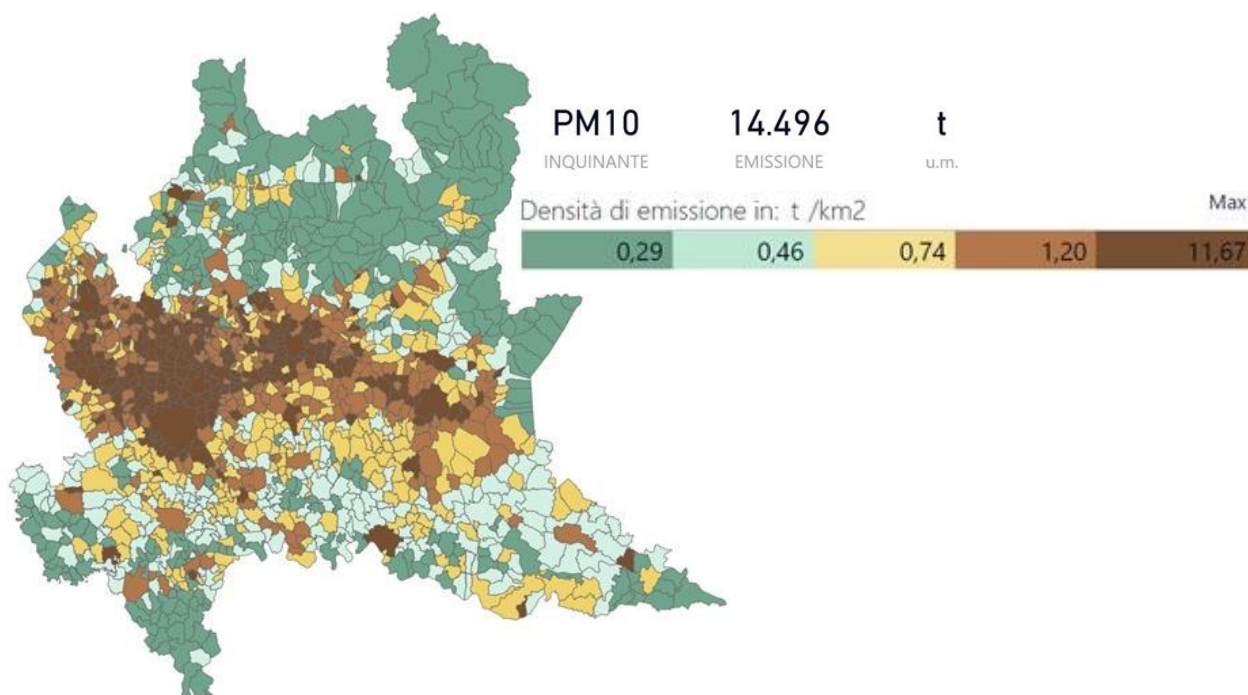 PM10 14.496 t
INQUINANTE EMISSIONE u.m.
Densità di emissione in: t /km2 Max
0,29 0,46 0,74 1,20 11,67